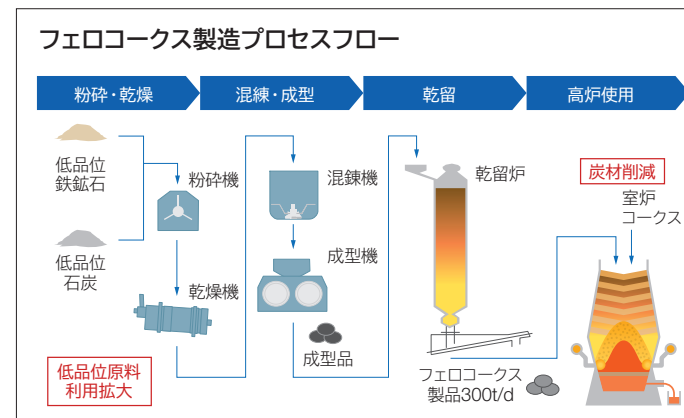 フェロコークス製造プロセスフロー
粉砕・乾燥
混練・成型
乾留
高炉使用
低品位
鉄鉱石
粉砕機
低品位
石炭
乾燥機
低品位原料
利用拡大
混錬機
成型機
成型品
乾留炉
フェロコークス
製品300t/d
炭材削減
室炉
コークス